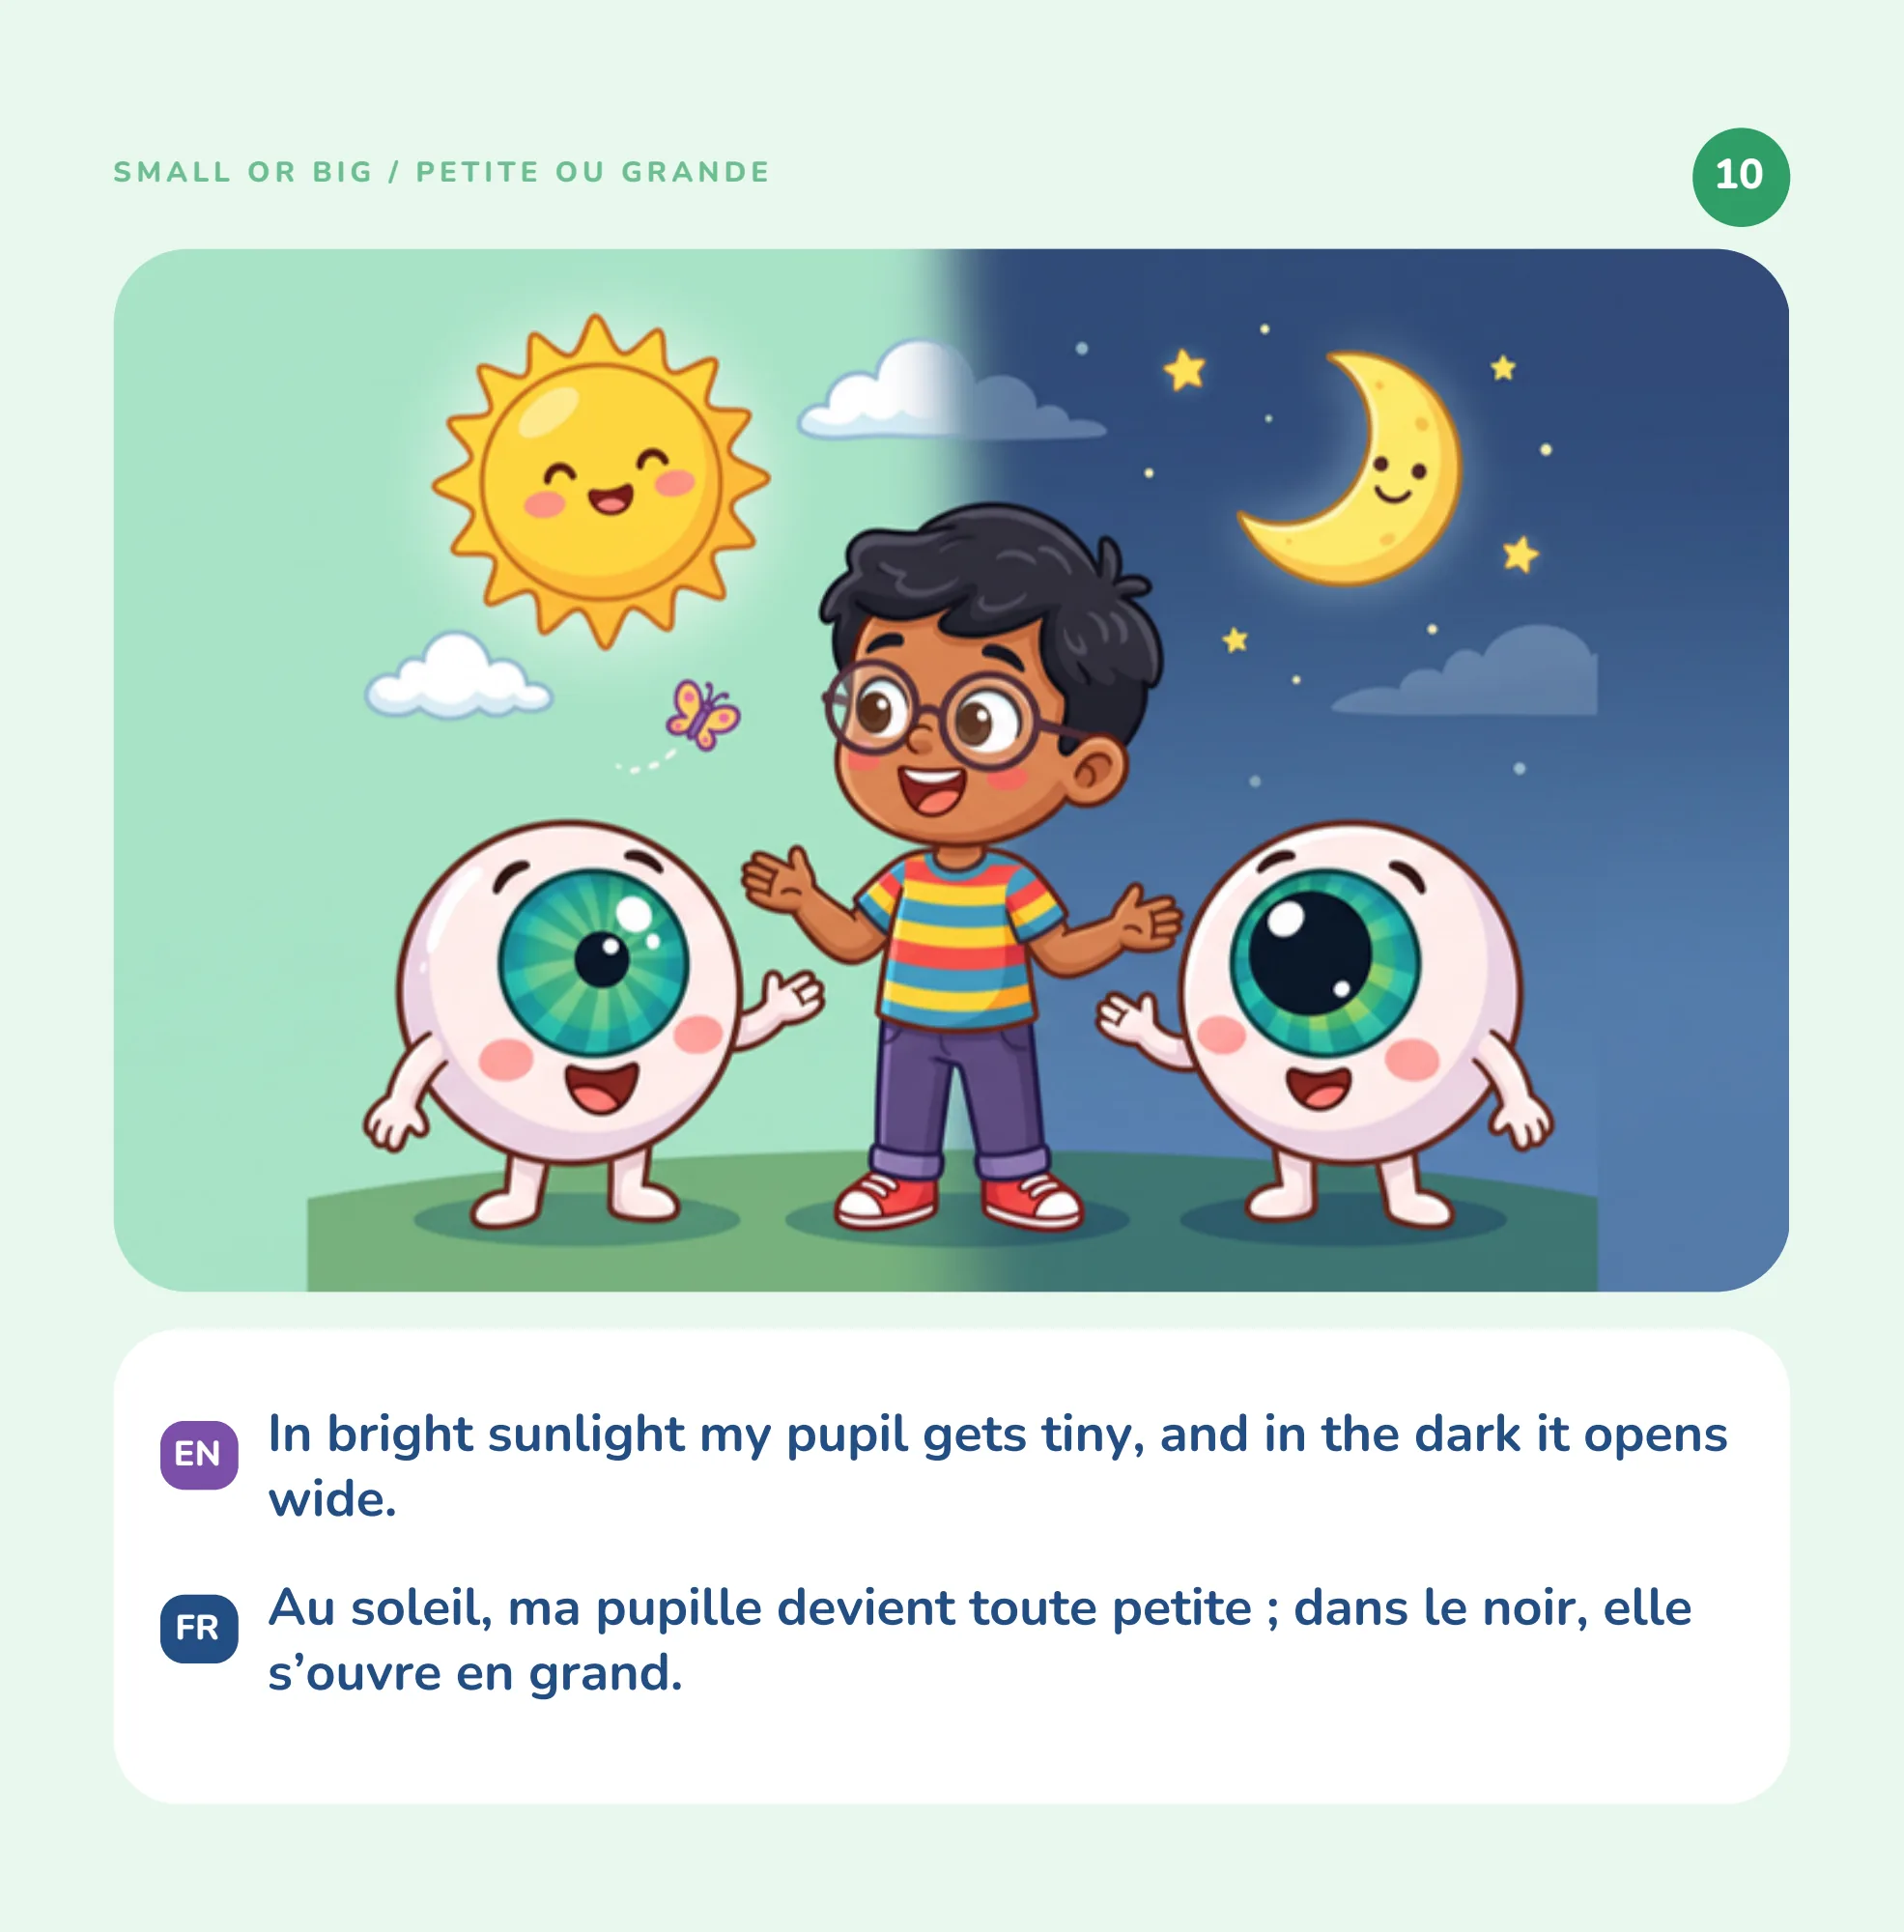 SMALL OR BIG / PETITE OU GRANDE
10
EN
In bright sunlight my pupil gets tiny, and in the dark it opens
wide.
FR
Au soleil, ma pupille devient toute petite ; dans le noir, elle
s’ouvre en grand.